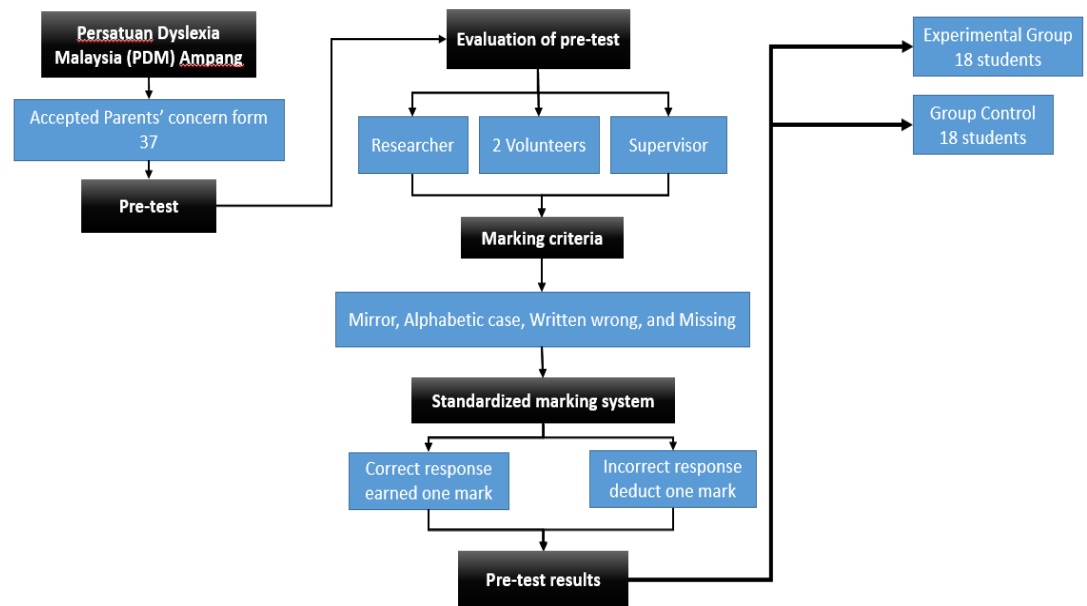 Persatuan Dyslexia
Malaysia (PDM) Ampang
Accepted Parents' concern form
37
Pre-test
Evaluation of pre-test
Researcher
2 Volunteers
Supervisor
Marking criteria
Mirror, Alphabetic case, Written wrong, and Missing
Standardized marking system
Correct response
earned one mark
Incorrect response
deduct one mark
Pre-test results
Experimental Group
18 students
Group Control
18 students